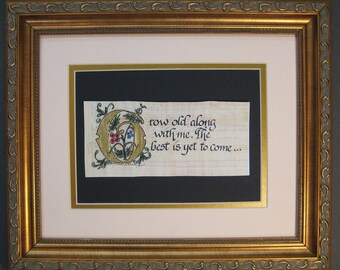 Grow old along
with me. The
best is yet to come...